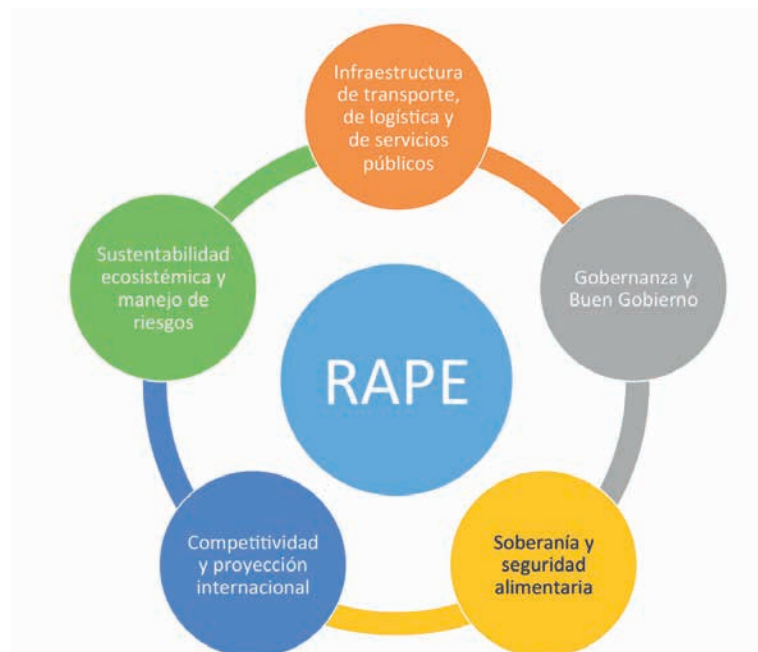 Infraestructura
de transporte,
de logística y
de servicios
públicos
Gobernanza y
Buen Gobierno
Soberanía y
seguridad
alimentaria
Competitividad
y proyección
internacional
Sustentabilidad
ecosistémica y
manejo de
riesgos
RAPE